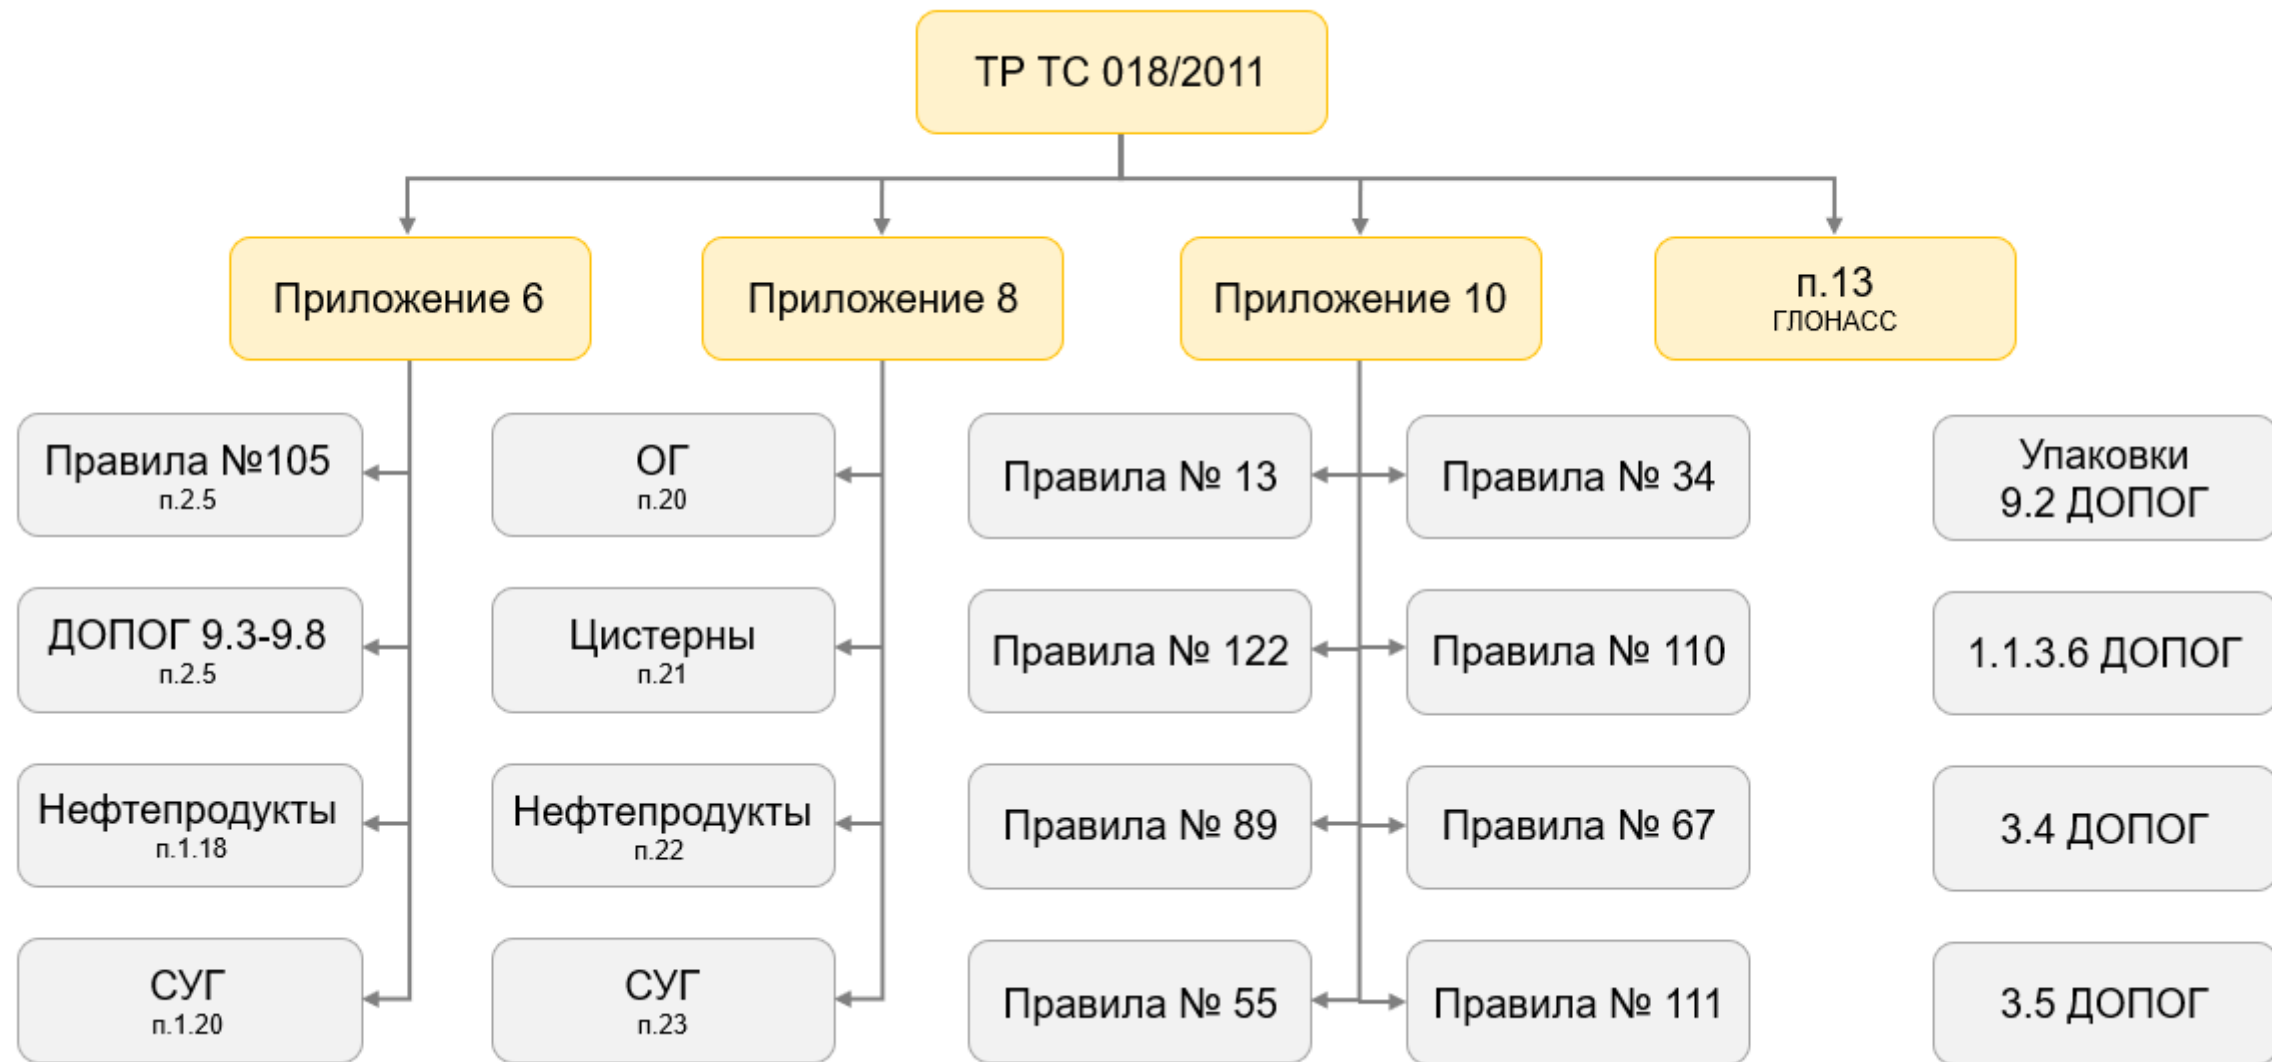 ТР ТС 018/2011
Приложение 6
Приложение 8
Приложение 10
п.13
ГЛОНАСС
Правила №105
п.2.5
ОГ
п.20
Правила № 13
Правила № 34
Упаковки
9.2 ДОПОГ
ДОПОГ 9.3-9.8
п.2.5
Цистерны
п.21
Правила № 122
Правила № 110
1.1.3.6 ДОПОГ
Нефтепродукты
п.1.18
Нефтепродукты
п.22
Правила № 89
Правила № 67
3.4 ДОПОГ
СУГ
п.1.20
СУГ
п.23
Правила № 55
Правила № 111
3.5 ДОПОГ